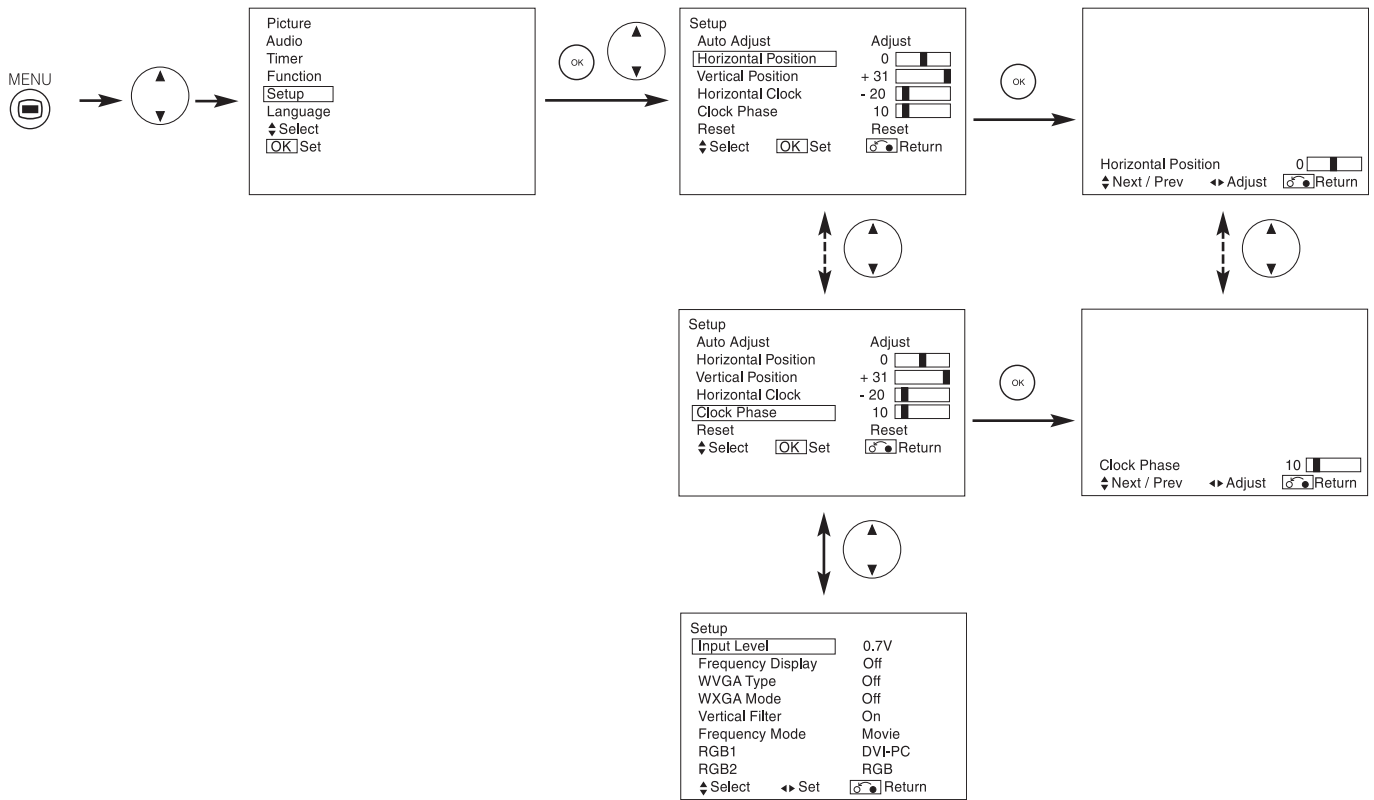 MENU
Picture
Audio
Timer
Function
Setup
Language
Select
OK Set
OK
Setup
Auto Adjust Adjust
Horizontal Position 0
Vertical Position + 31
Horizontal Clock - 20
Clock Phase 10
Reset Reset
Select OK Set Return
OK
Horizontal Position 0
Next / Prev Adjust Return
Setup
Auto Adjust Adjust
Horizontal Position 0
Vertical Position + 31
Horizontal Clock - 20
Clock Phase 10
Reset Reset
Select OK Set Return
OK
Clock Phase 10
Next / Prev Adjust Return
Setup
Input Level 0.7V
Frequency Display Off
WVGA Type Off
WXGA Mode Off
Vertical Filter On
Frequency Mode Movie
RGB1 DVI-PC
RGB2 RGB
Select Set Return